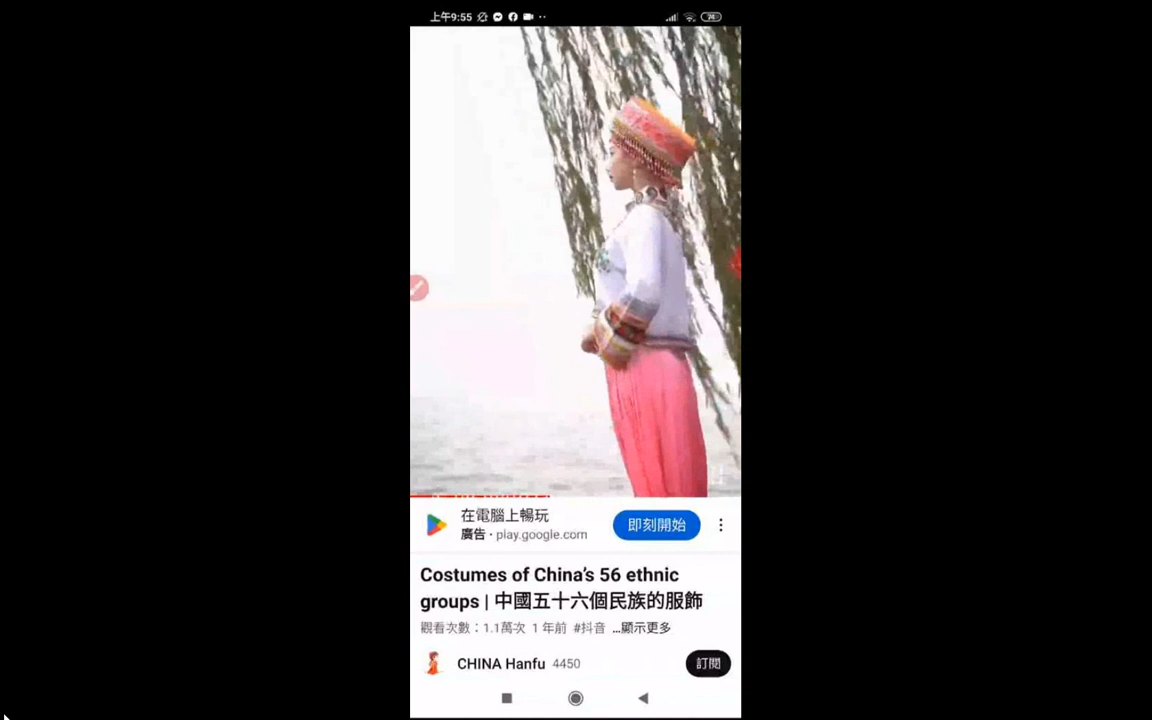 上午9:55
在電腦上暢玩
廣告 · play.google.com
即刻開始
Costumes of China's 56 ethnic
groups | 中國五十六個民族的服飾
觀看次數：1.1萬次 1 年前 #抖音 ...顯示更多
CHINA Hanfu 4450
訂閱